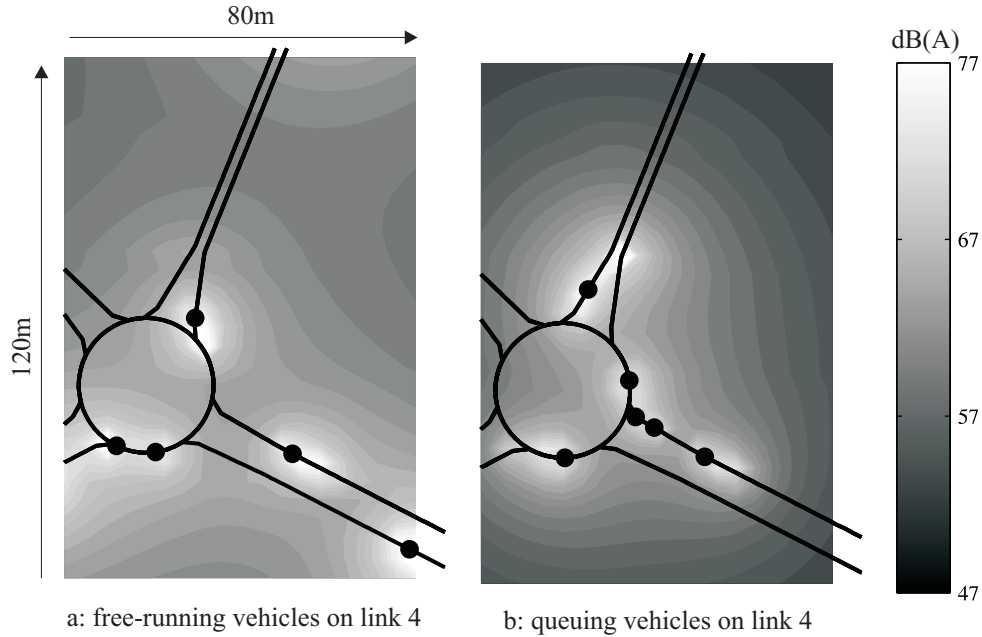 80m
120m
dB(A)
77
67
57
47
a: free-running vehicles on link 4
b: queuing vehicles on link 4